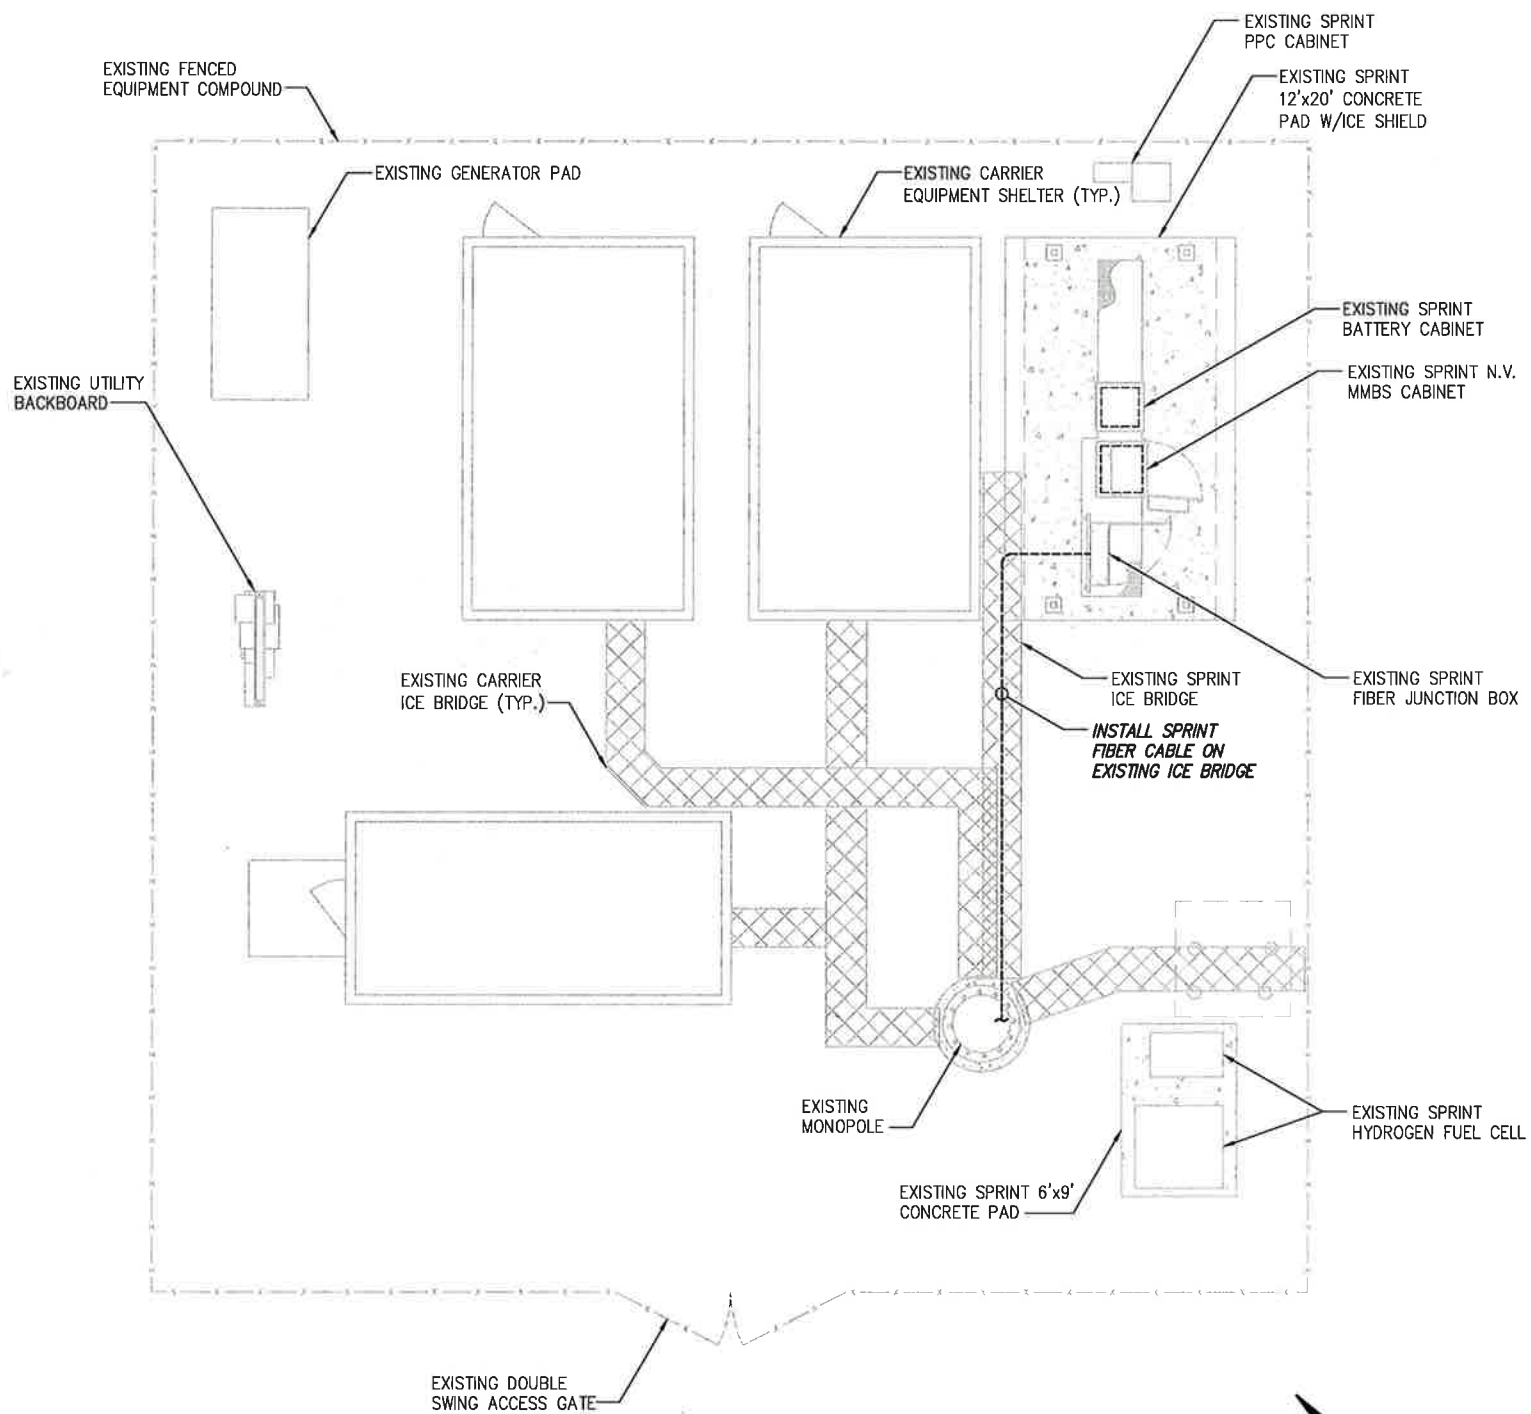 EXISTING SPRINT
PPC CABINET
EXISTING FENCED
EQUIPMENT COMPOUND
EXISTING SPRINT
12'x20' CONCRETE
PAD W/ICE SHIELD
EXISTING GENERATOR PAD
EXISTING CARRIER
EQUIPMENT SHELTER (TYP.)
EXISTING SPRINT
BATTERY CABINET
EXISTING SPRINT N.V.
MMBS CABINET
EXISTING UTILITY
BACKBOARD
EXISTING CARRIER
ICE BRIDGE (TYP.)
EXISTING SPRINT
ICE BRIDGE
EXISTING SPRINT
FIBER JUNCTION BOX
INSTALL SPRINT
FIBER CABLE ON
EXISTING ICE BRIDGE
EXISTING
MONOPOLE
EXISTING SPRINT
HYDROGEN FUEL CELL
EXISTING SPRINT 6'x9'
CONCRETE PAD
EXISTING DOUBLE
SWING ACCESS GATE